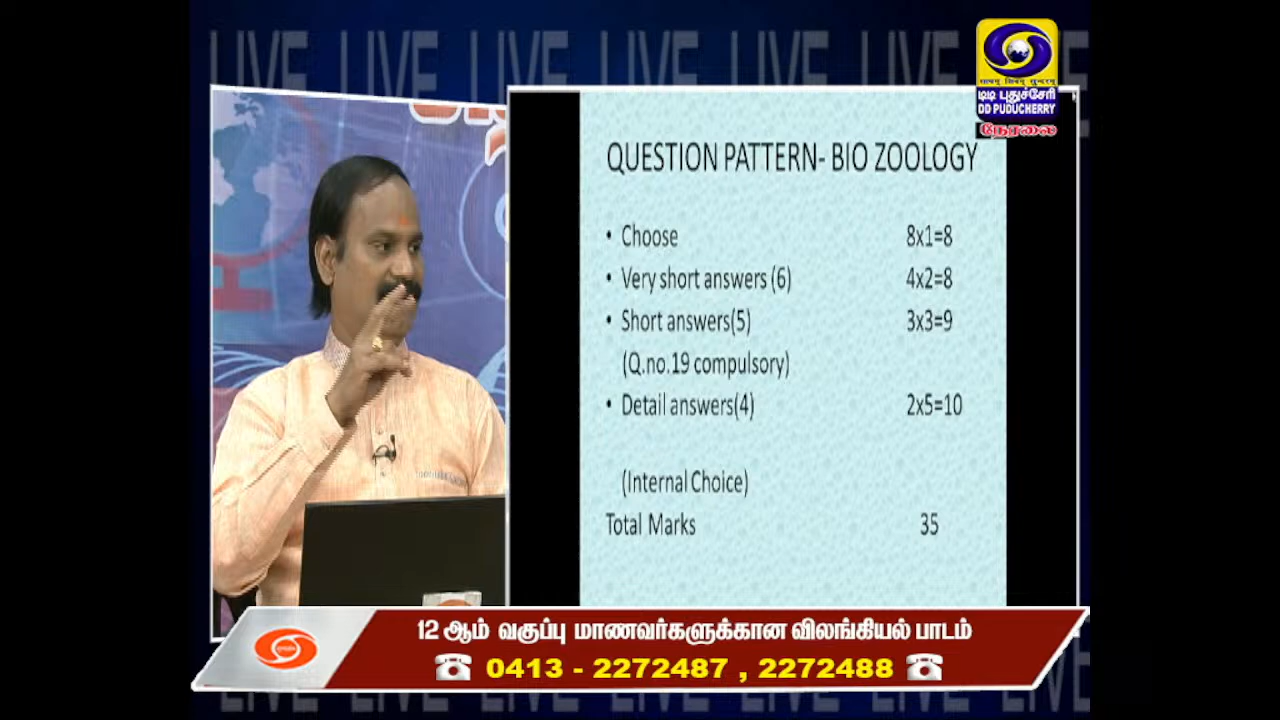 LIVE LIVE LIVE LIVE LIVE LIVE LIVE
டிடி புதுச்சேரி
DD PUDUCHERRY
நேரலை
QUESTION PATTERN- BIO ZOOLOGY
• Choose 8x1=8
• Very short answers (6) 4x2=8
• Short answers(5) 3x3=9
(Q.no.19 compulsory)
• Detail answers(4) 2x5=10
(Internal Choice)
Total Marks 35
12 ஆம் வகுப்பு மாணவர்களுக்கான விலங்கியல் பாடம்
0413 - 2272487 , 2272488